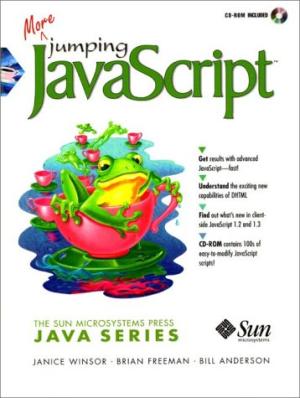 CD-ROM INCLUDED
More
jumping
JavaScript™
Get results with advanced
JavaScript—fast!
Understand the exciting new
capabilities of DHTML
Find out what's new in client-
side JavaScript 1.2 and 1.3
CD-ROM contains 100s of
easy-to-modify JavaScript
scripts!
THE SUN MICROSYSTEMS PRESS
JAVA SERIES
Sun
microsystems
JANICE WINSOR • BRIAN FREEMAN • BILL ANDERSON